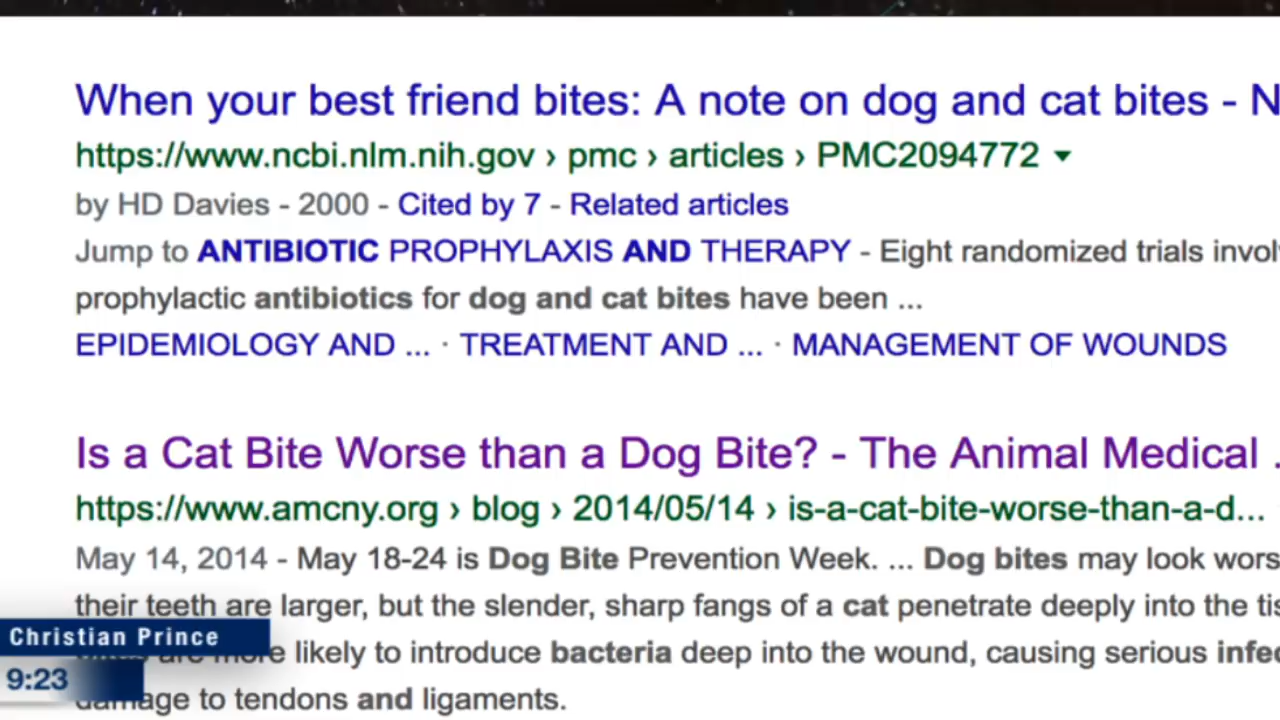 When your best friend bites: A note on dog and cat bites - N
https://www.ncbi.nlm.nih.gov › pmc › articles › PMC2094772
by HD Davies - 2000 - Cited by 7 - Related articles
Jump to ANTIBIOTIC PROPHYLAXIS AND THERAPY - Eight randomized trials invol
prophylactic antibiotics for dog and cat bites have been ...
EPIDEMIOLOGY AND ... · TREATMENT AND ... · MANAGEMENT OF WOUNDS
Is a Cat Bite Worse than a Dog Bite? - The Animal Medical .
https://www.amcny.org › blog › 2014/05/14 › is-a-cat-bite-worse-than-a-d...
May 14, 2014 - May 18-24 is Dog Bite Prevention Week. ... Dog bites may look wors
their teeth are larger, but the slender, sharp fangs of a cat penetrate deeply into the tis
are more likely to introduce bacteria deep into the wound, causing serious infec
damage to tendons and ligaments.
Christian Prince
9:23